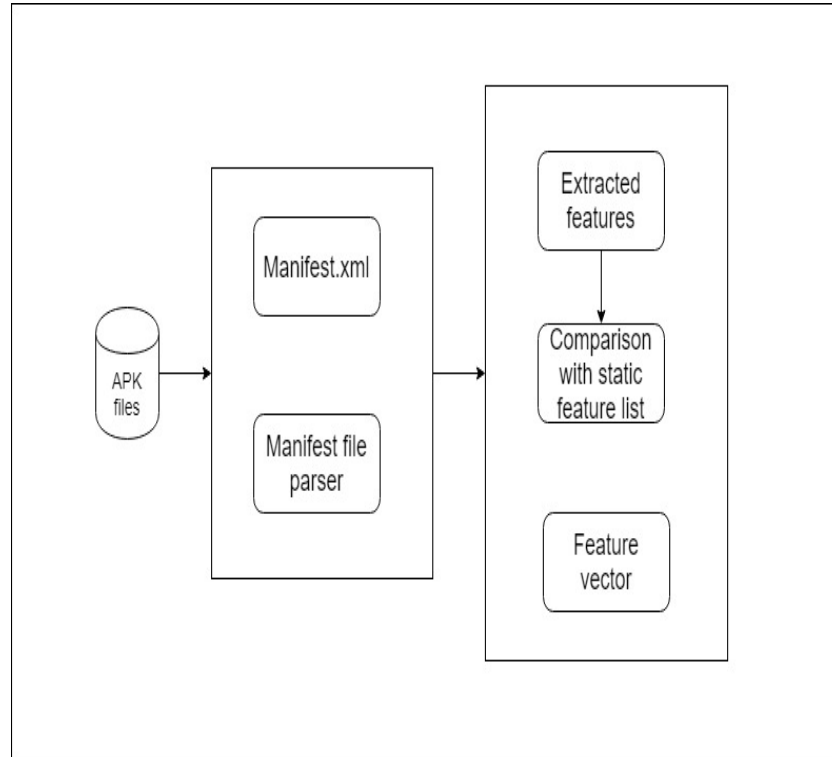 APK
files
Manifest.xml
Manifest file
parser
Extracted
features
Comparison
with static
feature list
Feature
vector